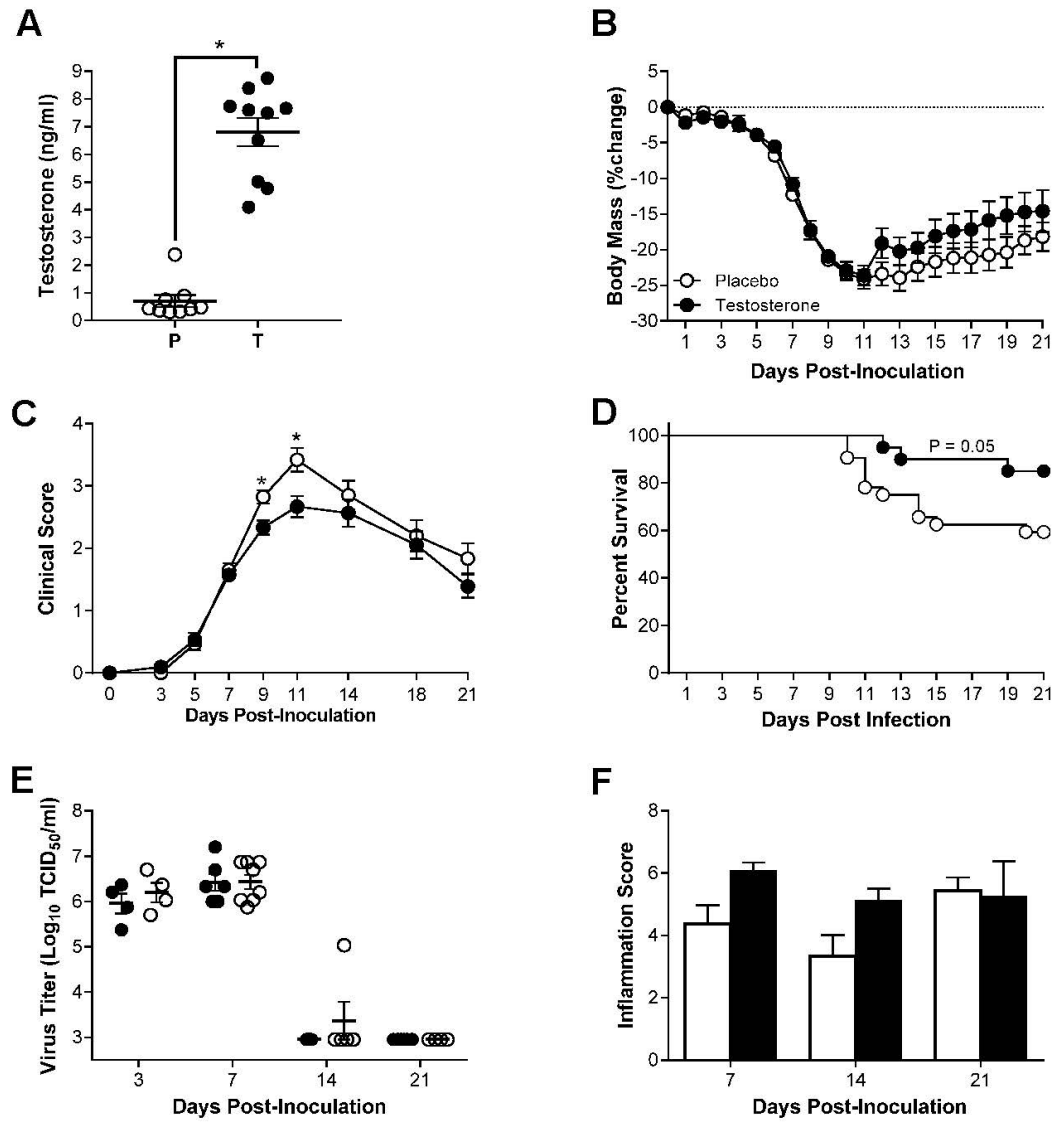 A
*
Testosterone (ng/ml)
9
8
7
6
5
4
3
2
1
0
P T
B
Body Mass (%change)
5
0
-5
-10
-15
-20
-25
-30
Placebo
Testosterone
1 3 5 7 9 11 13 15 17 19 21
Days Post-Inoculation
C
Clinical Score
4
3
2
1
0
* *
0 3 5 7 9 11 14 18 21
Days Post-Inoculation
D
Percent Survival
100
80
60
40
20
0
P = 0.05
1 3 5 7 9 11 13 15 17 19 21
Days Post Infection
E
Virus Titer (Log10 TCID50/ml)
8
7
6
5
4
3
3 7 14 21
Days Post-Inoculation
F
Inflammation Score
8
6
4
2
0
7 14 21
Days Post-Inoculation